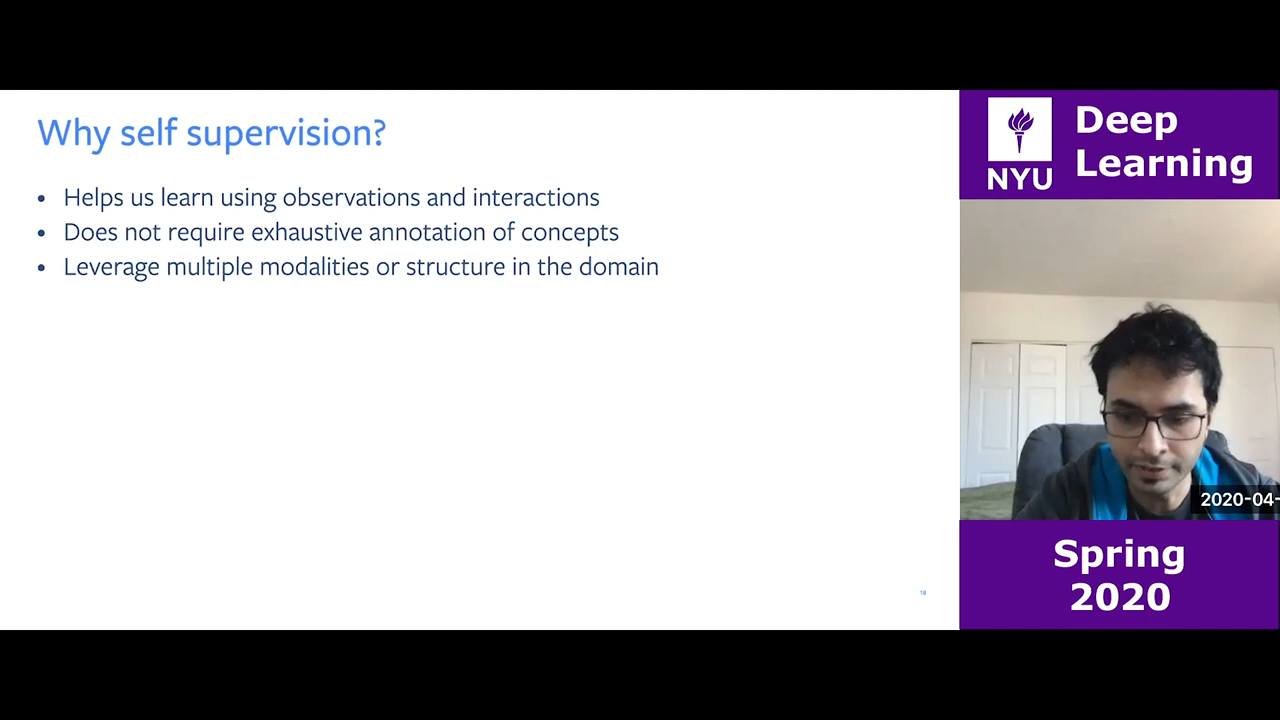 Why self supervision?
• Helps us learn using observations and interactions
• Does not require exhaustive annotation of concepts
• Leverage multiple modalities or structure in the domain
18
NYU
Deep
Learning
2020-04-
Spring
2020